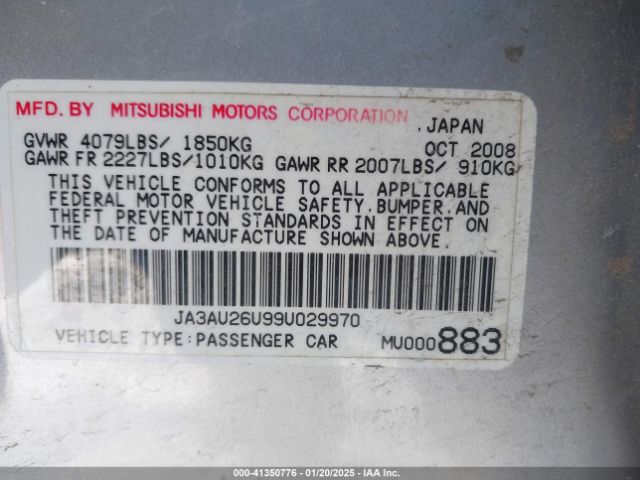 MFD. BY MITSUBISHI MOTORS CORPORATION
JAPAN
GVWR 4079LBS/ 1850KG OCT 2008
GAWR FR 2227LBS/1010KG GAWR RR 2007LBS/ 910KG
THIS VEHICLE CONFORMS TO ALL APPLICABLE
FEDERAL MOTOR VEHICLE SAFETY, BUMPER, AND
THEFT PREVENTION STANDARDS IN EFFECT ON
THE DATE OF MANUFACTURE SHOWN ABOVE.
JA3AU26U99U029970
VEHICLE TYPE:PASSENGER CAR MU000883
000-41350776 - 01/20/2025 - IAA Inc.